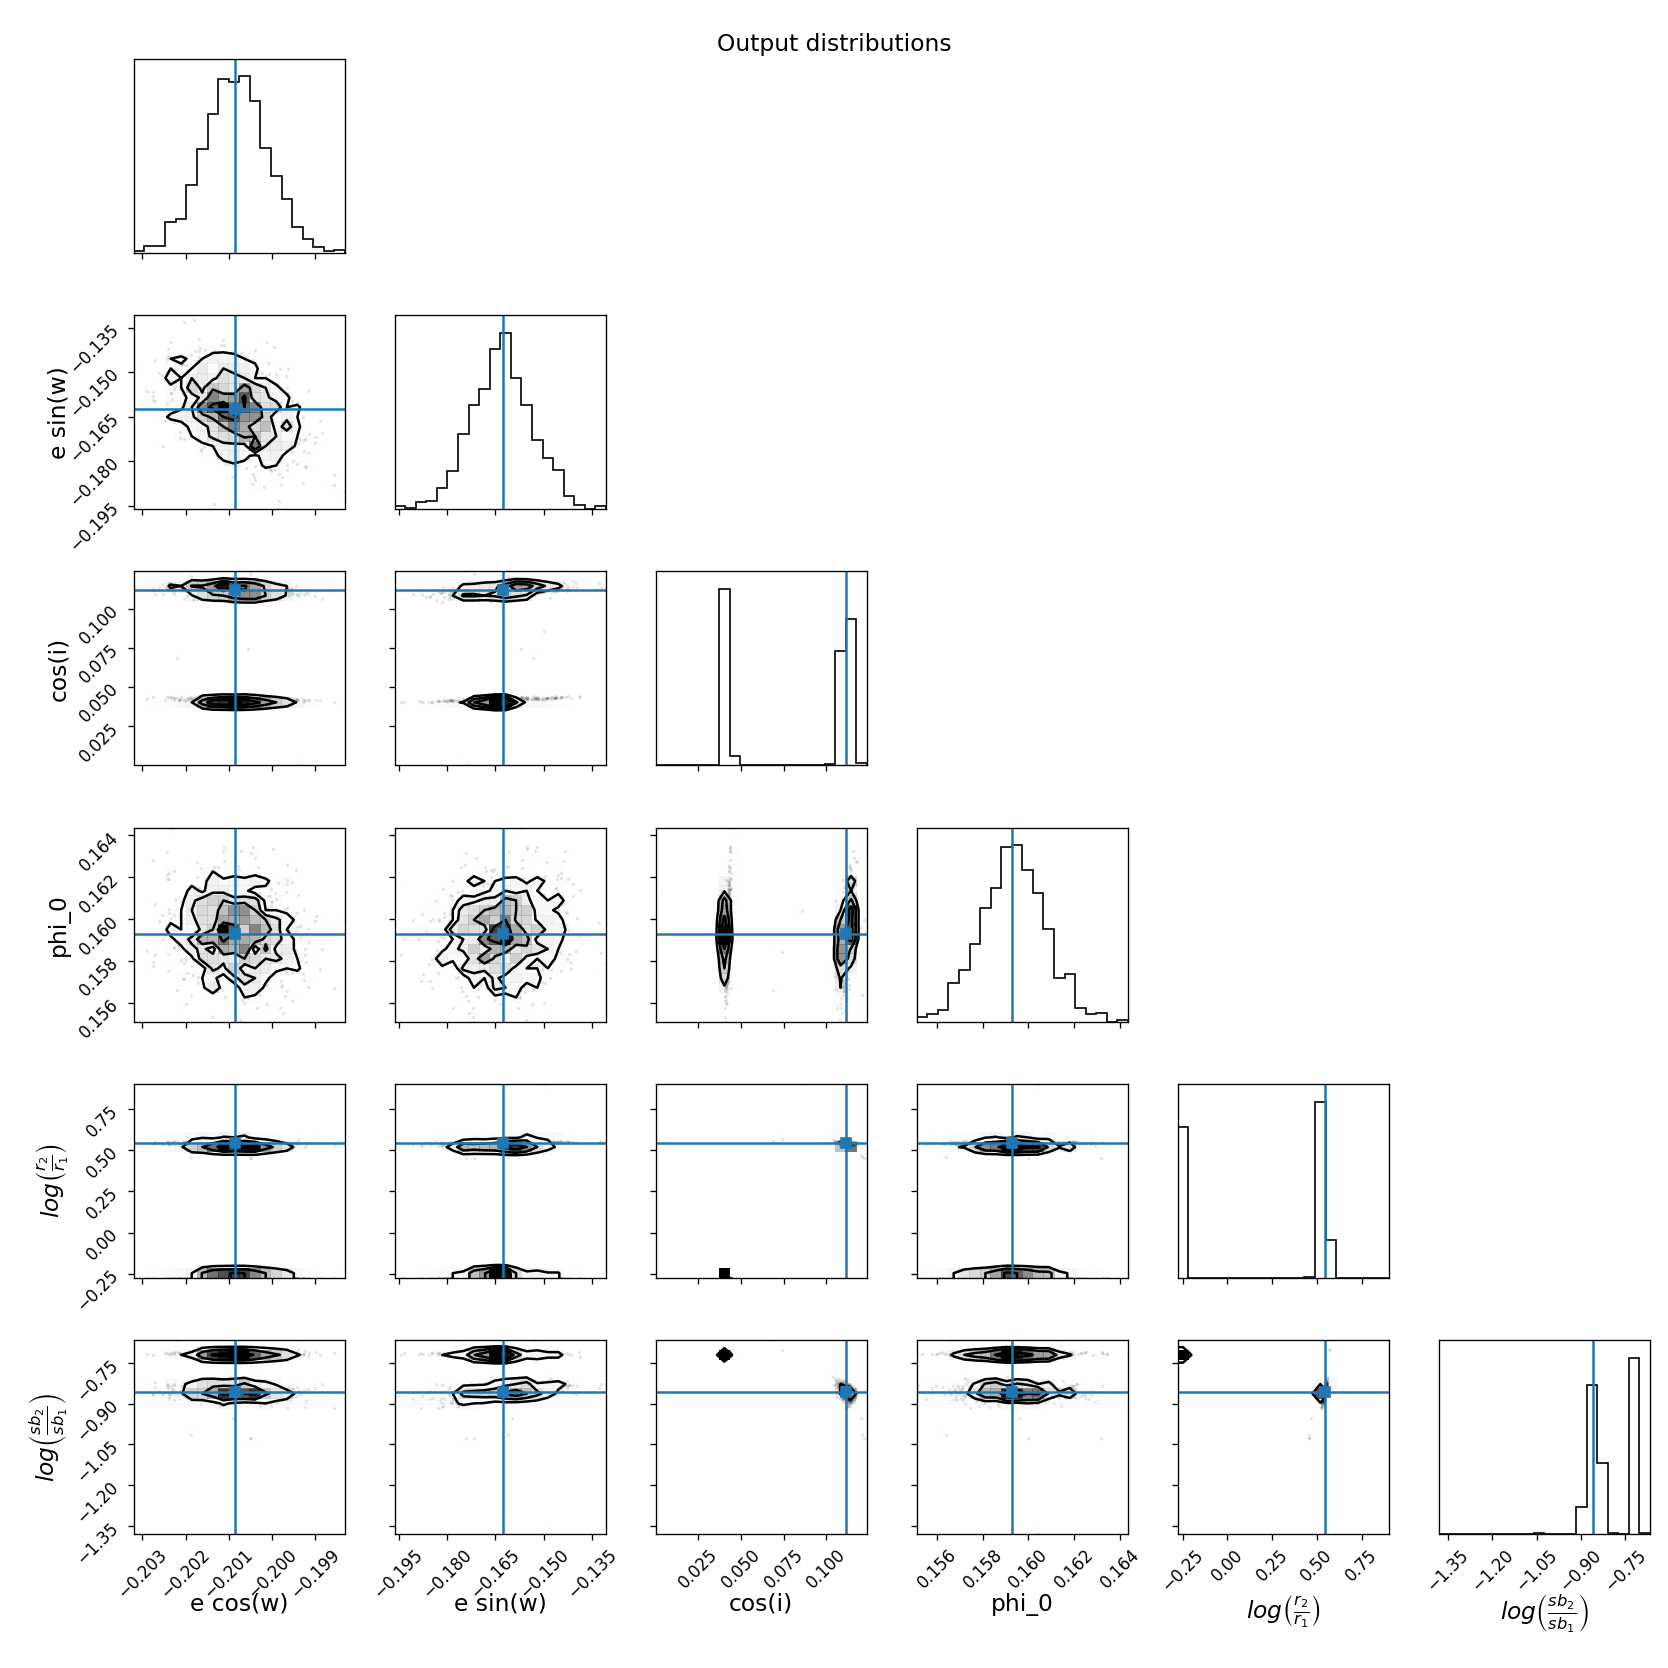 Output distributions
e sin(w)
−0.135
−0.150
−0.165
−0.180
−0.195
cos(i)
0.100
0.075
0.050
0.025
phi_0
0.164
0.162
0.160
0.158
0.156
log(r2/r1)
0.75
0.50
0.25
0.00
−0.25
log(sb2/sb1)
−0.75
−0.90
−1.05
−1.20
−1.35
−0.203 −0.202 −0.201 −0.200 −0.199
−0.195 −0.180 −0.165 −0.150 −0.135
0.025 0.050 0.075 0.100
0.156 0.158 0.160 0.162 0.164
−0.25 0.00 0.25 0.50 0.75
−1.35 −1.20 −1.05 −0.90 −0.75
e cos(w) e sin(w) cos(i) phi_0 log(r2/r1) log(sb2/sb1)